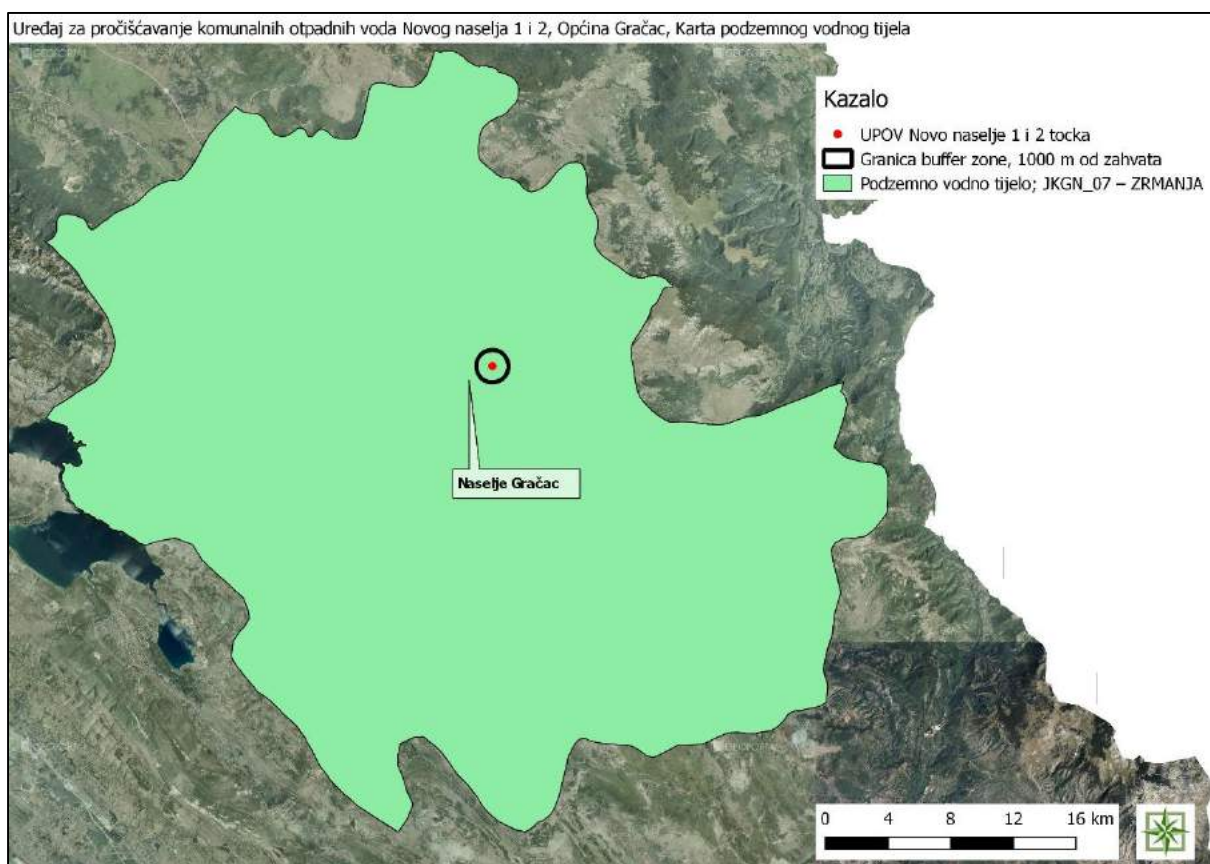 Uređaj za pročišćavanje komunalnih otpadnih voda Novog naselja 1 i 2, Općina Gračac, Karta podzemnog vodnog tijela
Kazalo
UPOV Novo naselje 1 i 2 tocka
Granica buffer zone, 1000 m od zahvata
Podzemno vodno tijelo; JKGN_07 – ZRMANJA
Naselje Gračac
0 4 8 12 16 km